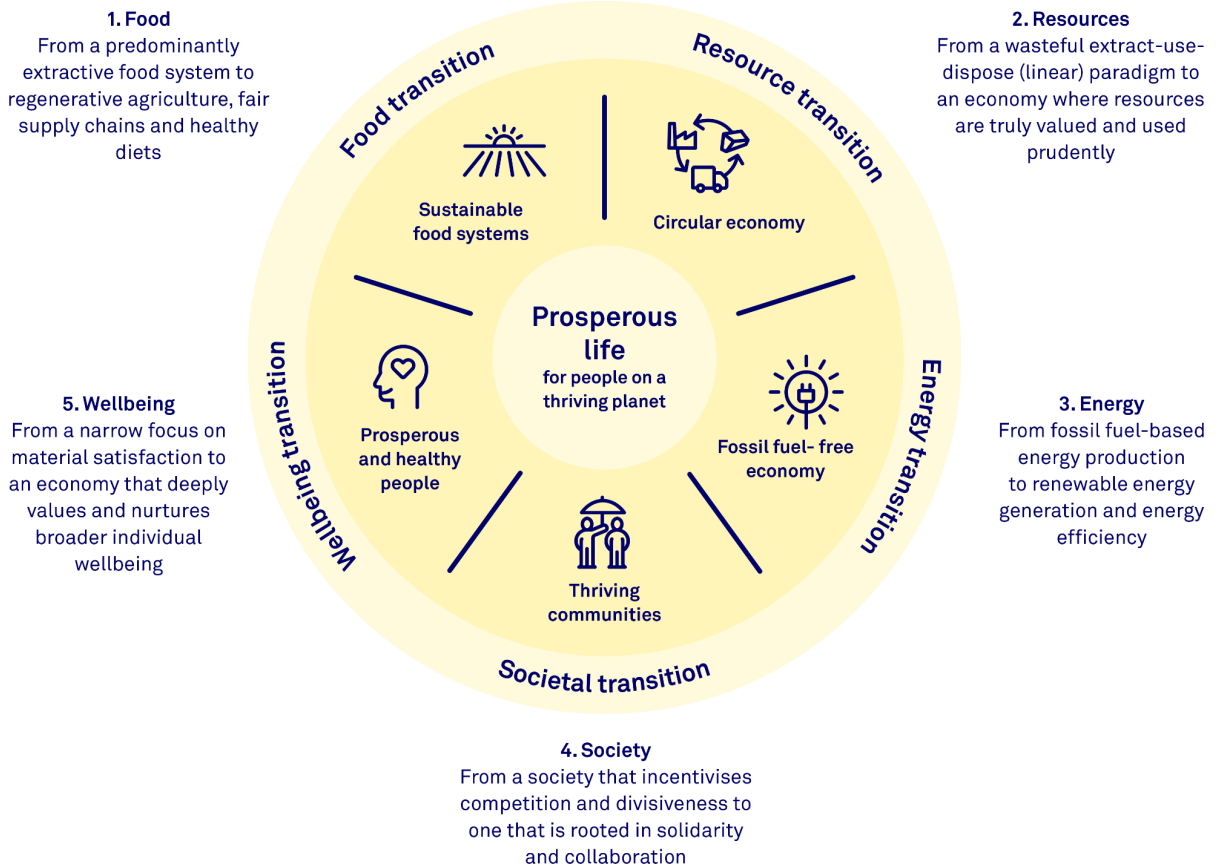 1. Food
From a predominantly
extractive food system to
regenerative agriculture, fair
supply chains and healthy
diets
2. Resources
From a wasteful extract-use-
dispose (linear) paradigm to
an economy where resources
are truly valued and used
prudently
Food transition
Resource transition
Sustainable
food systems
Circular economy
Prosperous
life
for people on a
thriving planet
Wellbeing transition
Prosperous
and healthy
people
Fossil fuel- free
economy
Energy transition
Thriving
communities
Societal transition
5. Wellbeing
From a narrow focus on
material satisfaction to
an economy that deeply
values and nurtures
broader individual
wellbeing
3. Energy
From fossil fuel-based
energy production
to renewable energy
generation and energy
efficiency
4. Society
From a society that incentivises
competition and divisiveness to
one that is rooted in solidarity
and collaboration